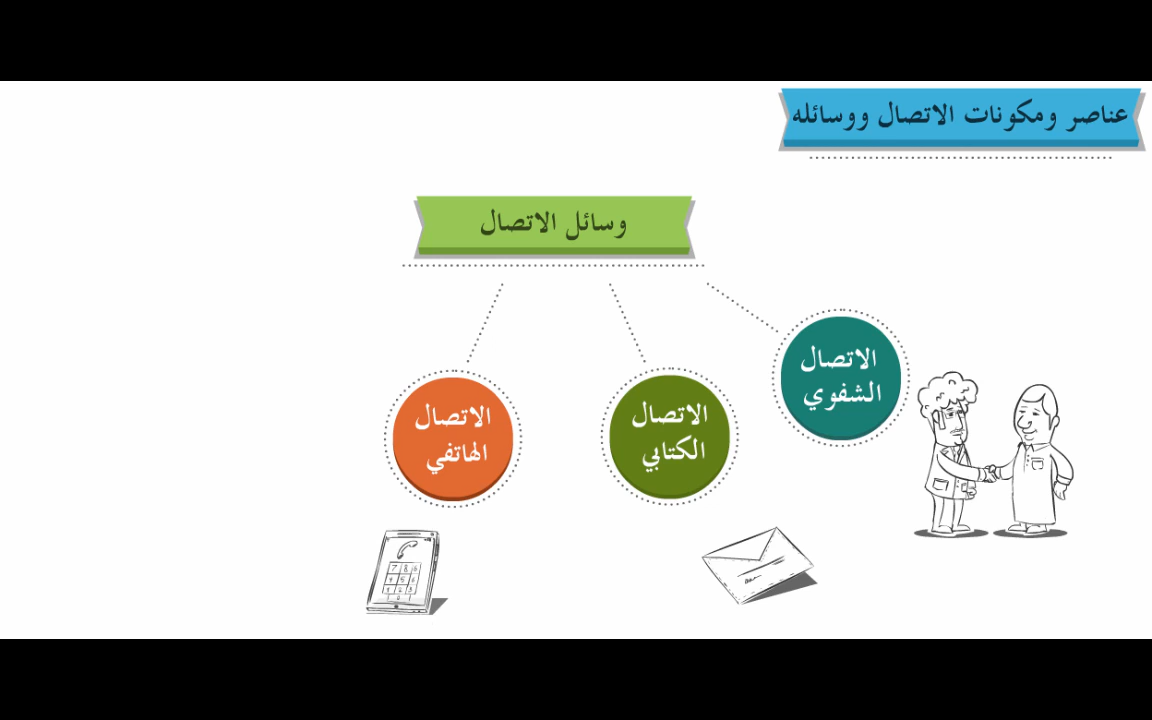 عناصر ومكونات الاتصال ووسائله
وسائل الاتصال
الاتصال
الشفوي
الاتصال
الكتابي
الاتصال
الهاتفي